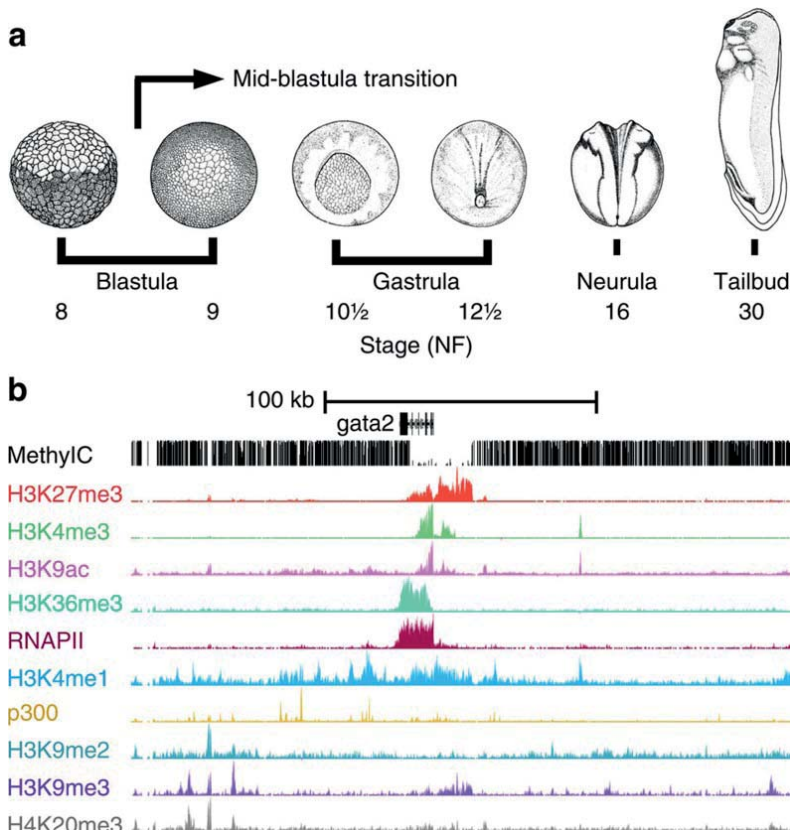 a
Mid-blastula transition
Blastula
Gastrula
Neurula
Tailbud
8
9
10½
12½
16
30
Stage (NF)
b
100 kb
gata2
MethylC
H3K27me3
H3K4me3
H3K9ac
H3K36me3
RNAPII
H3K4me1
p300
H3K9me2
H3K9me3
H4K20me3